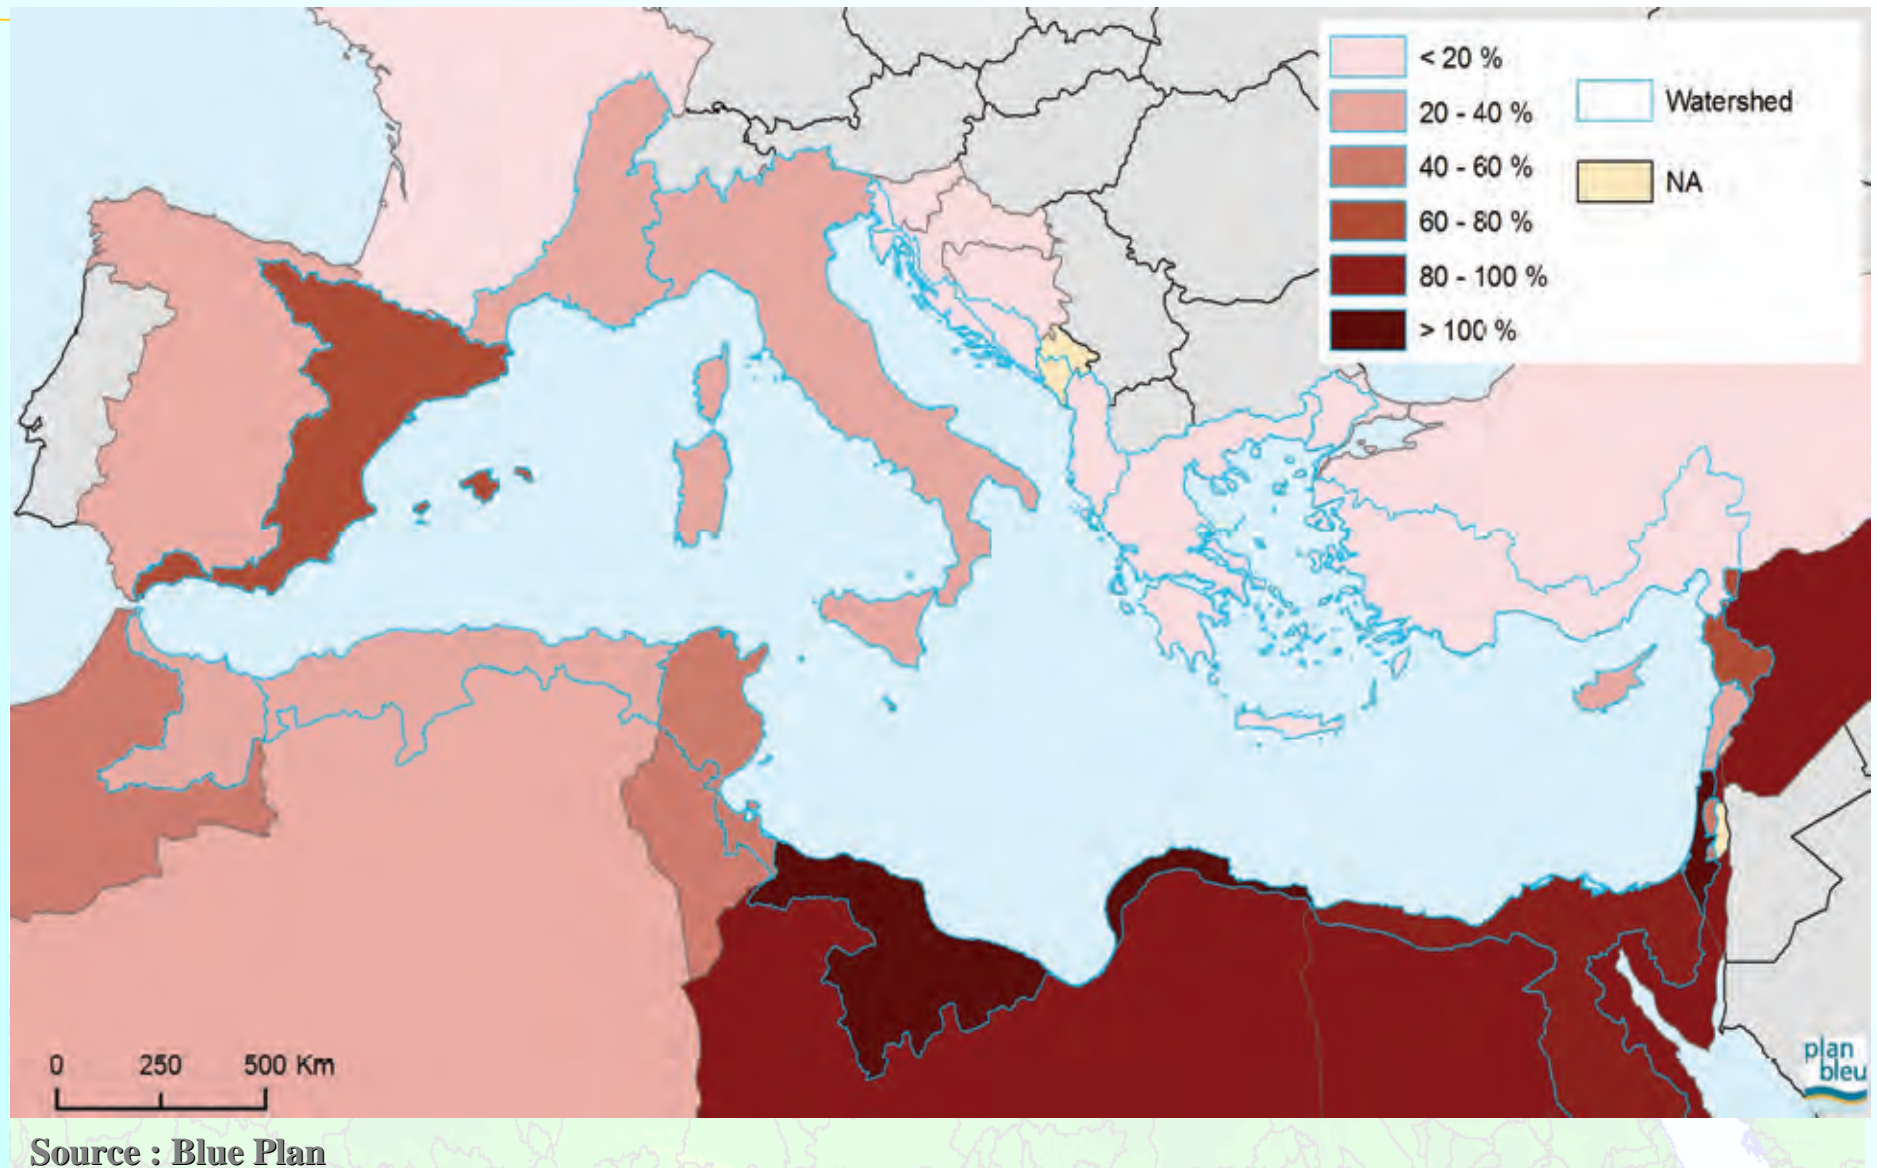 < 20 %
20 - 40 %
40 - 60 %
60 - 80 %
80 - 100 %
> 100 %
Watershed
NA
0 250 500 Km
plan
bleu
Source : Blue Plan